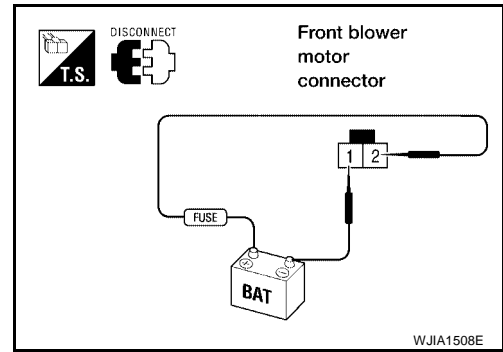 DISCONNECT
T.S.
Front blower
motor
connector
1 2
FUSE
+ -
BAT
WJIA1508E